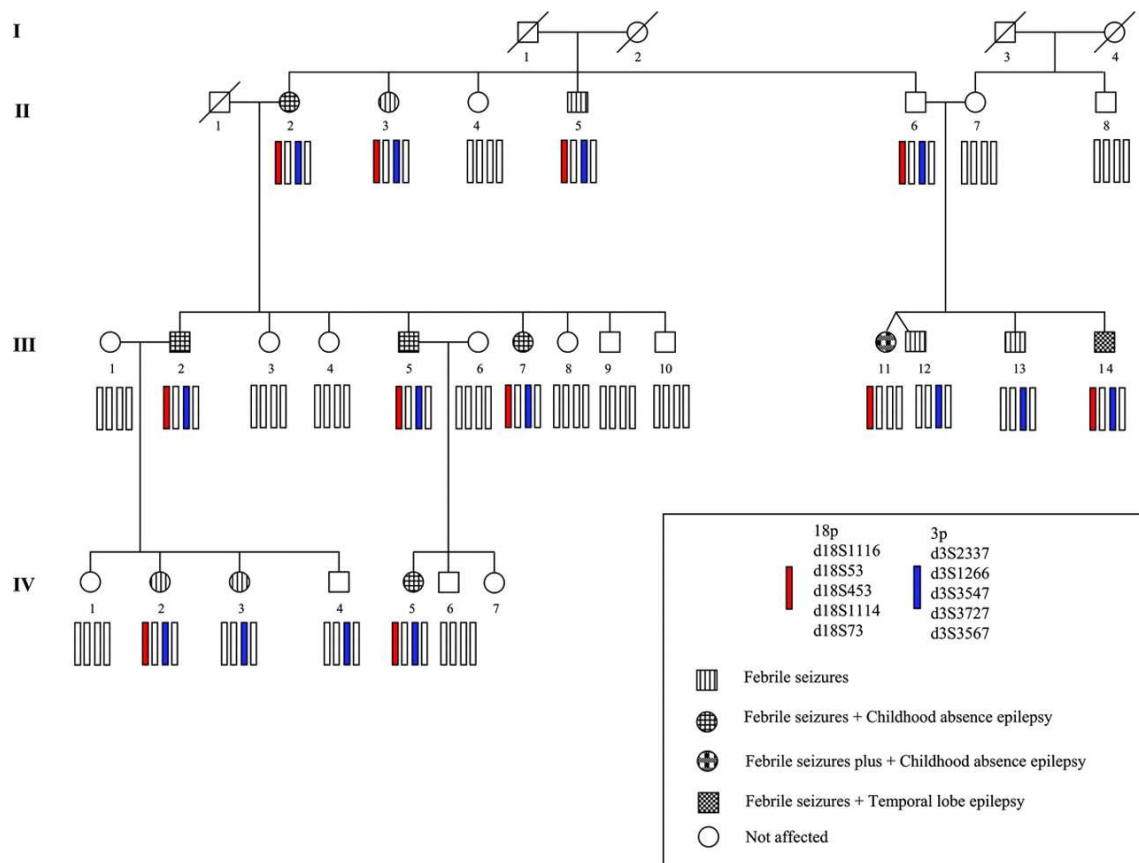 I
1 2 3 4
II
1 2 3 4 5 6 7 8
III
1 2 3 4 5 6 7 8 9 10 11 12 13 14
IV
1 2 3 4 5 6 7
18p 3p
d18S1116 d3S2337
d18S53 d3S1266
d18S453 d3S3547
d18S1114 d3S3727
d18S73 d3S3567
Febrile seizures
Febrile seizures + Childhood absence epilepsy
Febrile seizures plus + Childhood absence epilepsy
Febrile seizures + Temporal lobe epilepsy
Not affected